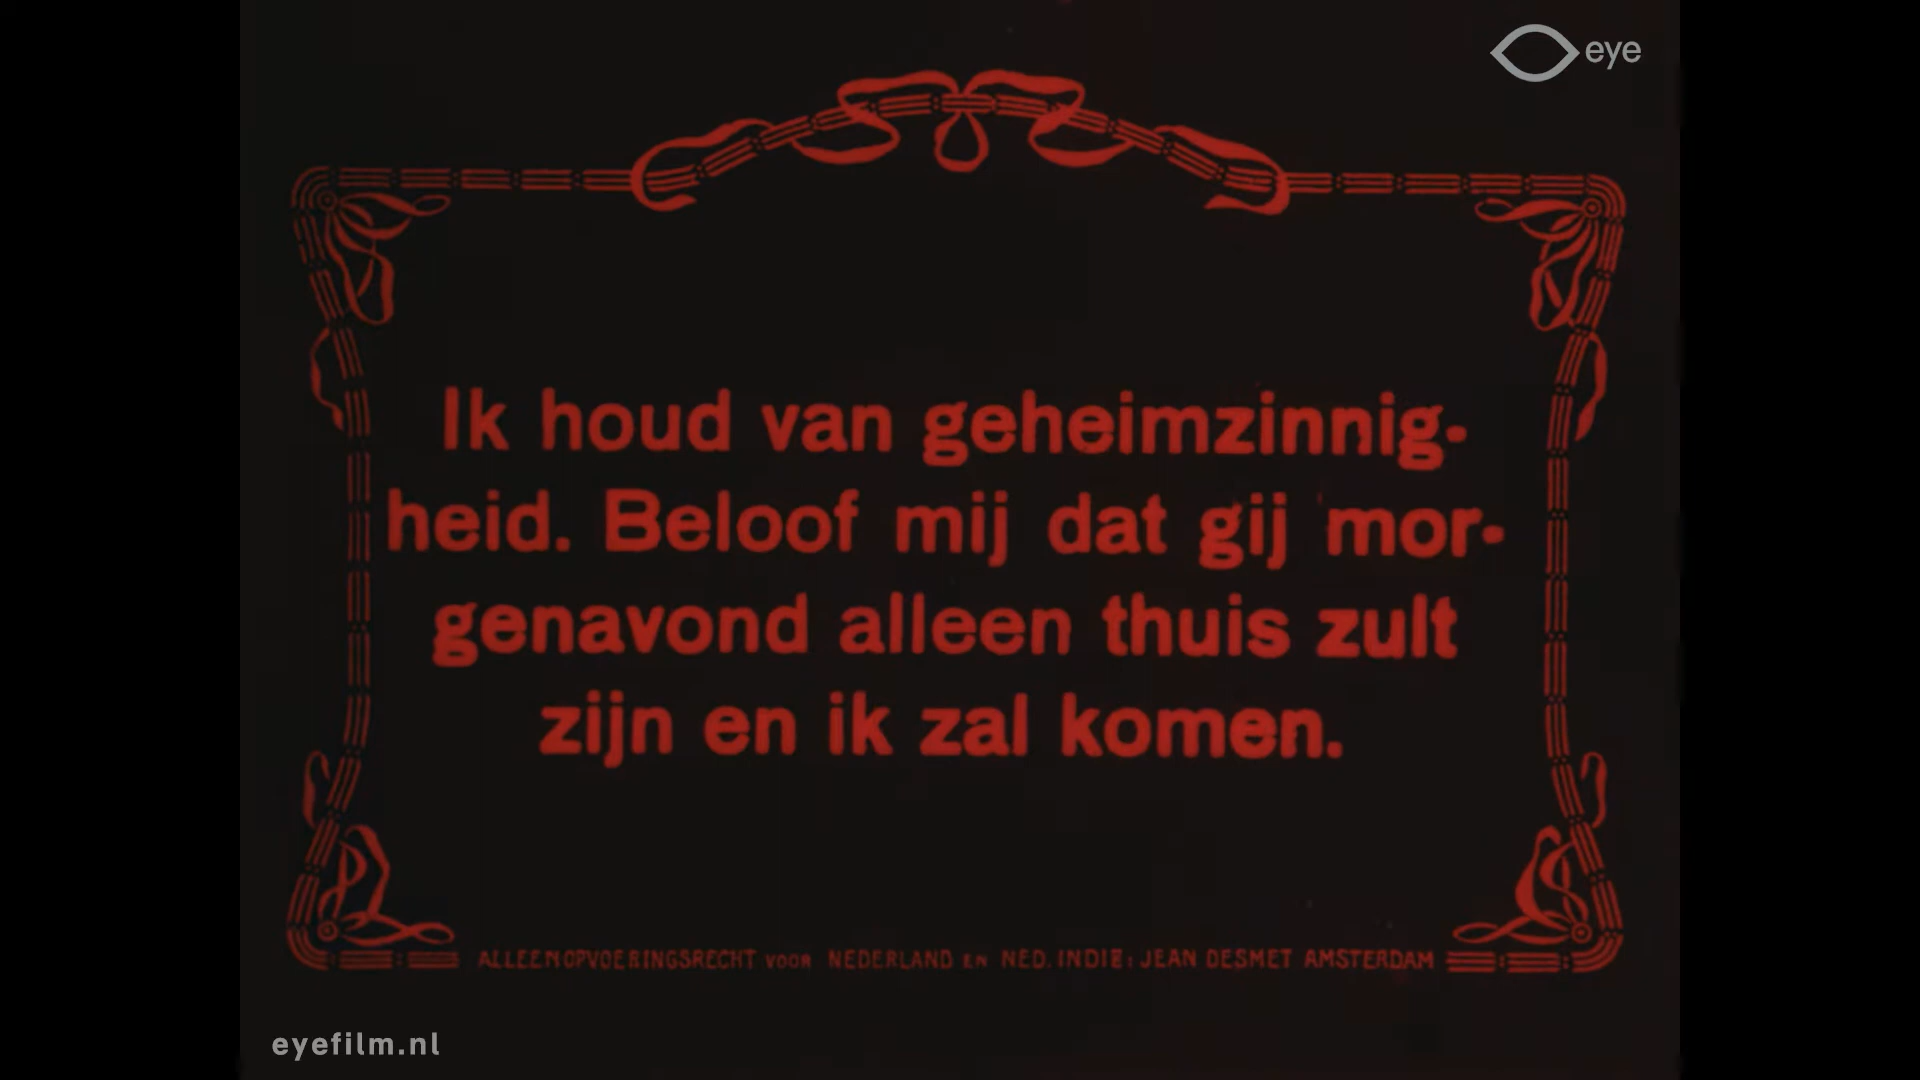 eye
Ik houd van geheimzinnig-
heid. Beloof mij dat gij mor-
genavond alleen thuis zult
zijn en ik zal komen.
ALLEENOPVOERINGSRECHT VOOR NEDERLAND EN NED. INDIE: JEAN DESMET AMSTERDAM
eyefilm.nl